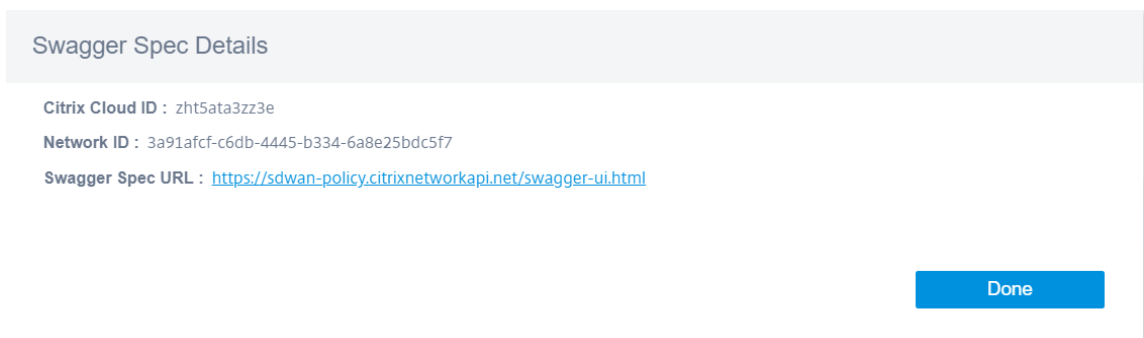 Swagger Spec Details
Citrix Cloud ID : zht5ata3zz3e
Network ID : 3a91afcf-c6db-4445-b334-6a8e25bdc5f7
Swagger Spec URL : https://sdwan-policy.citrixnetworkapi.net/swagger-ui.html
Done